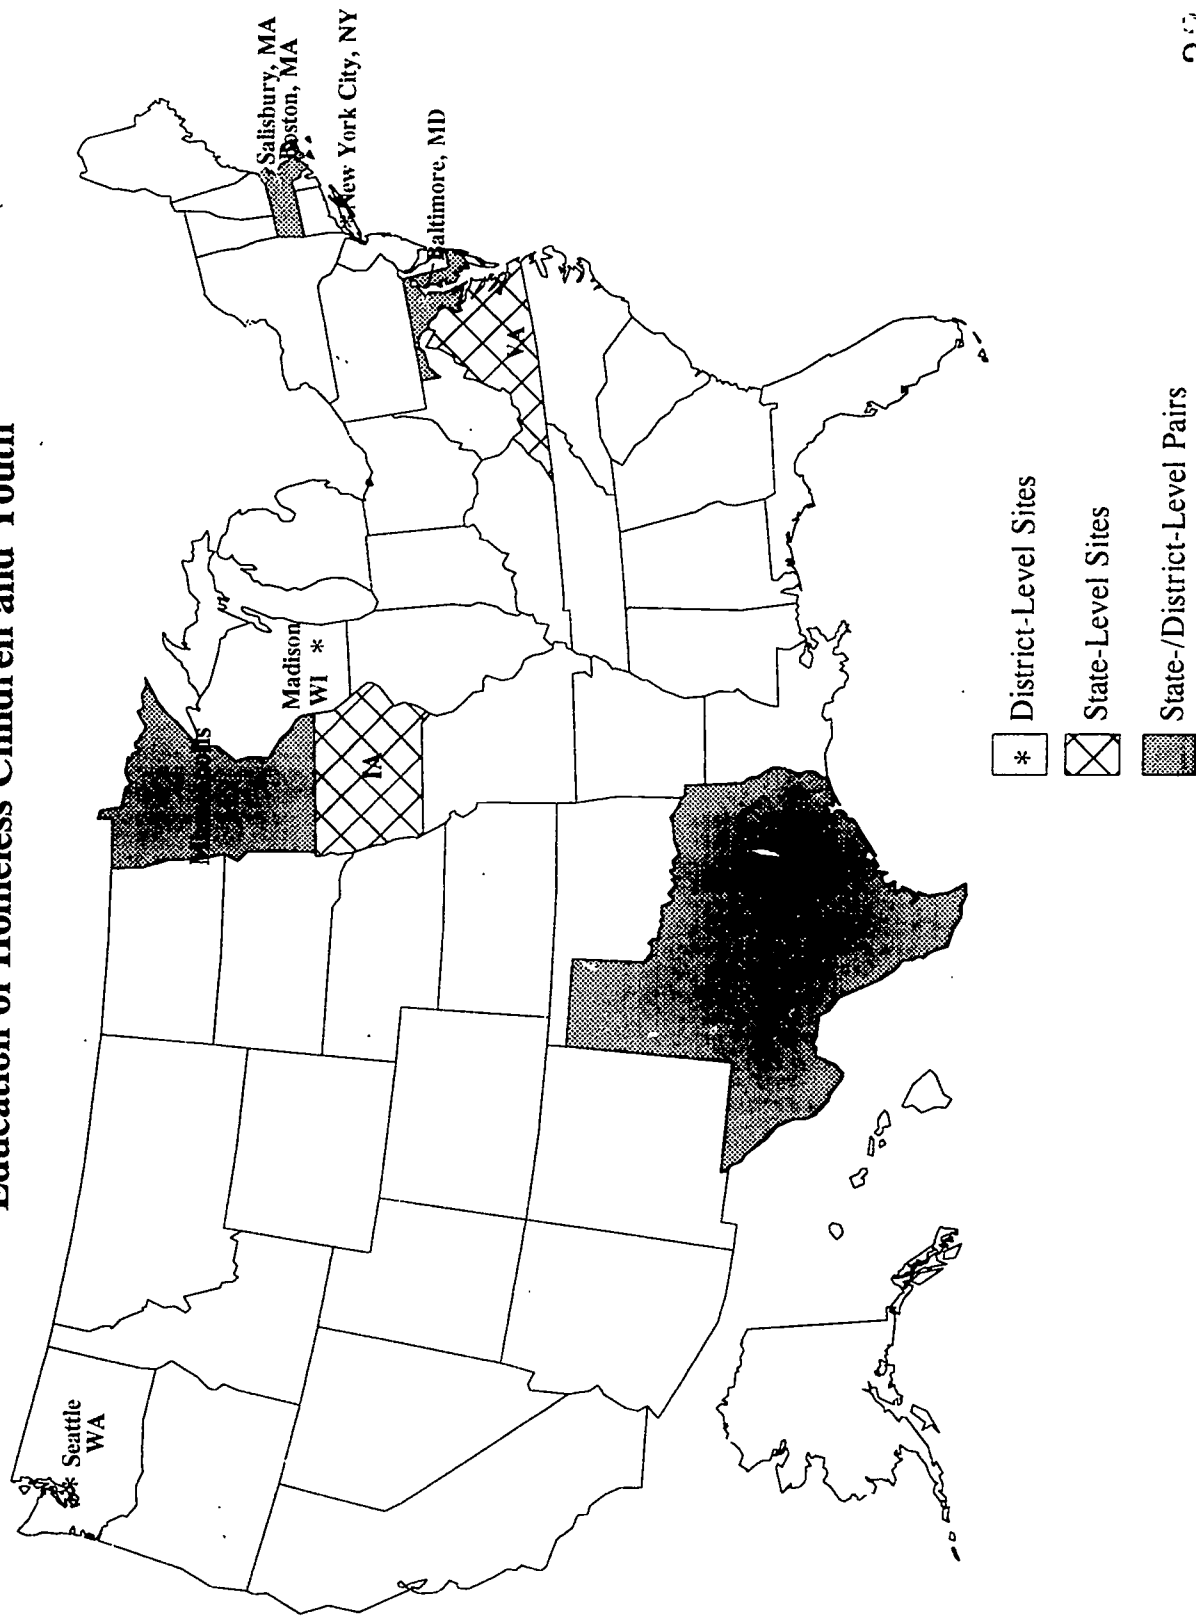 Education of Homeless Children and Youth
Seattle
WA
Minneapolis
Madison
WI *
IA
VA
*Salisbury, MA
Boston, MA
*New York City, NY
Baltimore, MD
* District-Level Sites
State-Level Sites
State-/District-Level Pairs